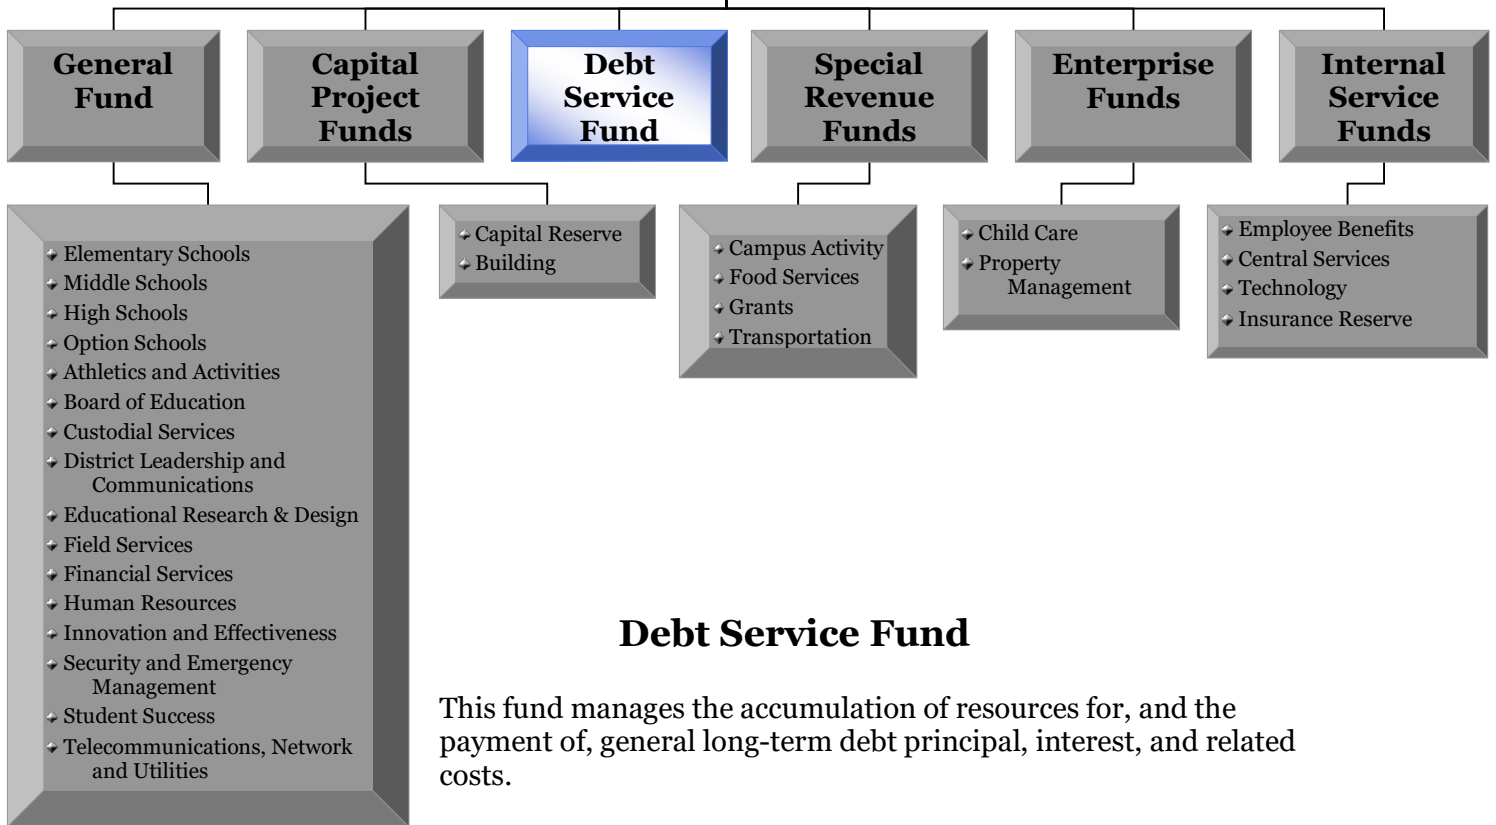 General
Fund
Capital
Project
Funds
Debt
Service
Fund
Special
Revenue
Funds
Enterprise
Funds
Internal
Service
Funds
Elementary Schools
Middle Schools
High Schools
Option Schools
Athletics and Activities
Board of Education
Custodial Services
District Leadership and
Communications
Educational Research & Design
Field Services
Financial Services
Human Resources
Innovation and Effectiveness
Security and Emergency
Management
Student Success
Telecommunications, Network
and Utilities
Capital Reserve
Building
Campus Activity
Food Services
Grants
Transportation
Child Care
Property
Management
Employee Benefits
Central Services
Technology
Insurance Reserve
Debt Service Fund
This fund manages the accumulation of resources for, and the
payment of, general long-term debt principal, interest, and related
costs.